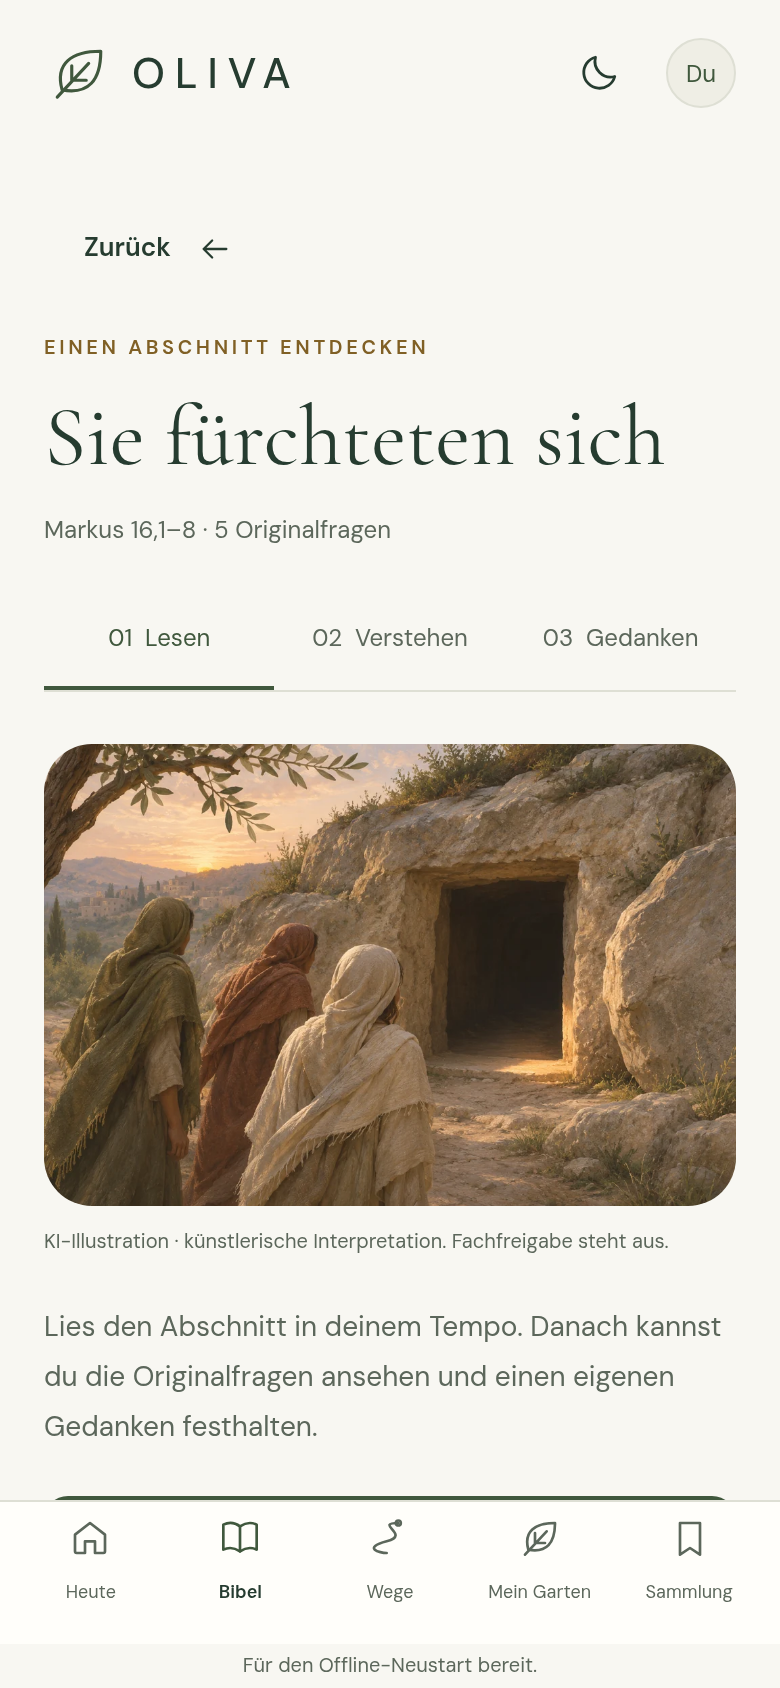 OLIVA
Du
Zurück ←
EINEN ABSCHNITT ENTDECKEN
Sie fürchteten sich
Markus 16,1–8 · 5 Originalfragen
01 Lesen 02 Verstehen 03 Gedanken
KI-Illustration · künstlerische Interpretation. Fachfreigabe steht aus.
Lies den Abschnitt in deinem Tempo. Danach kannst
du die Originalfragen ansehen und einen eigenen
Gedanken festhalten.
Heute Bibel Wege Mein Garten Sammlung
Für den Offline-Neustart bereit.